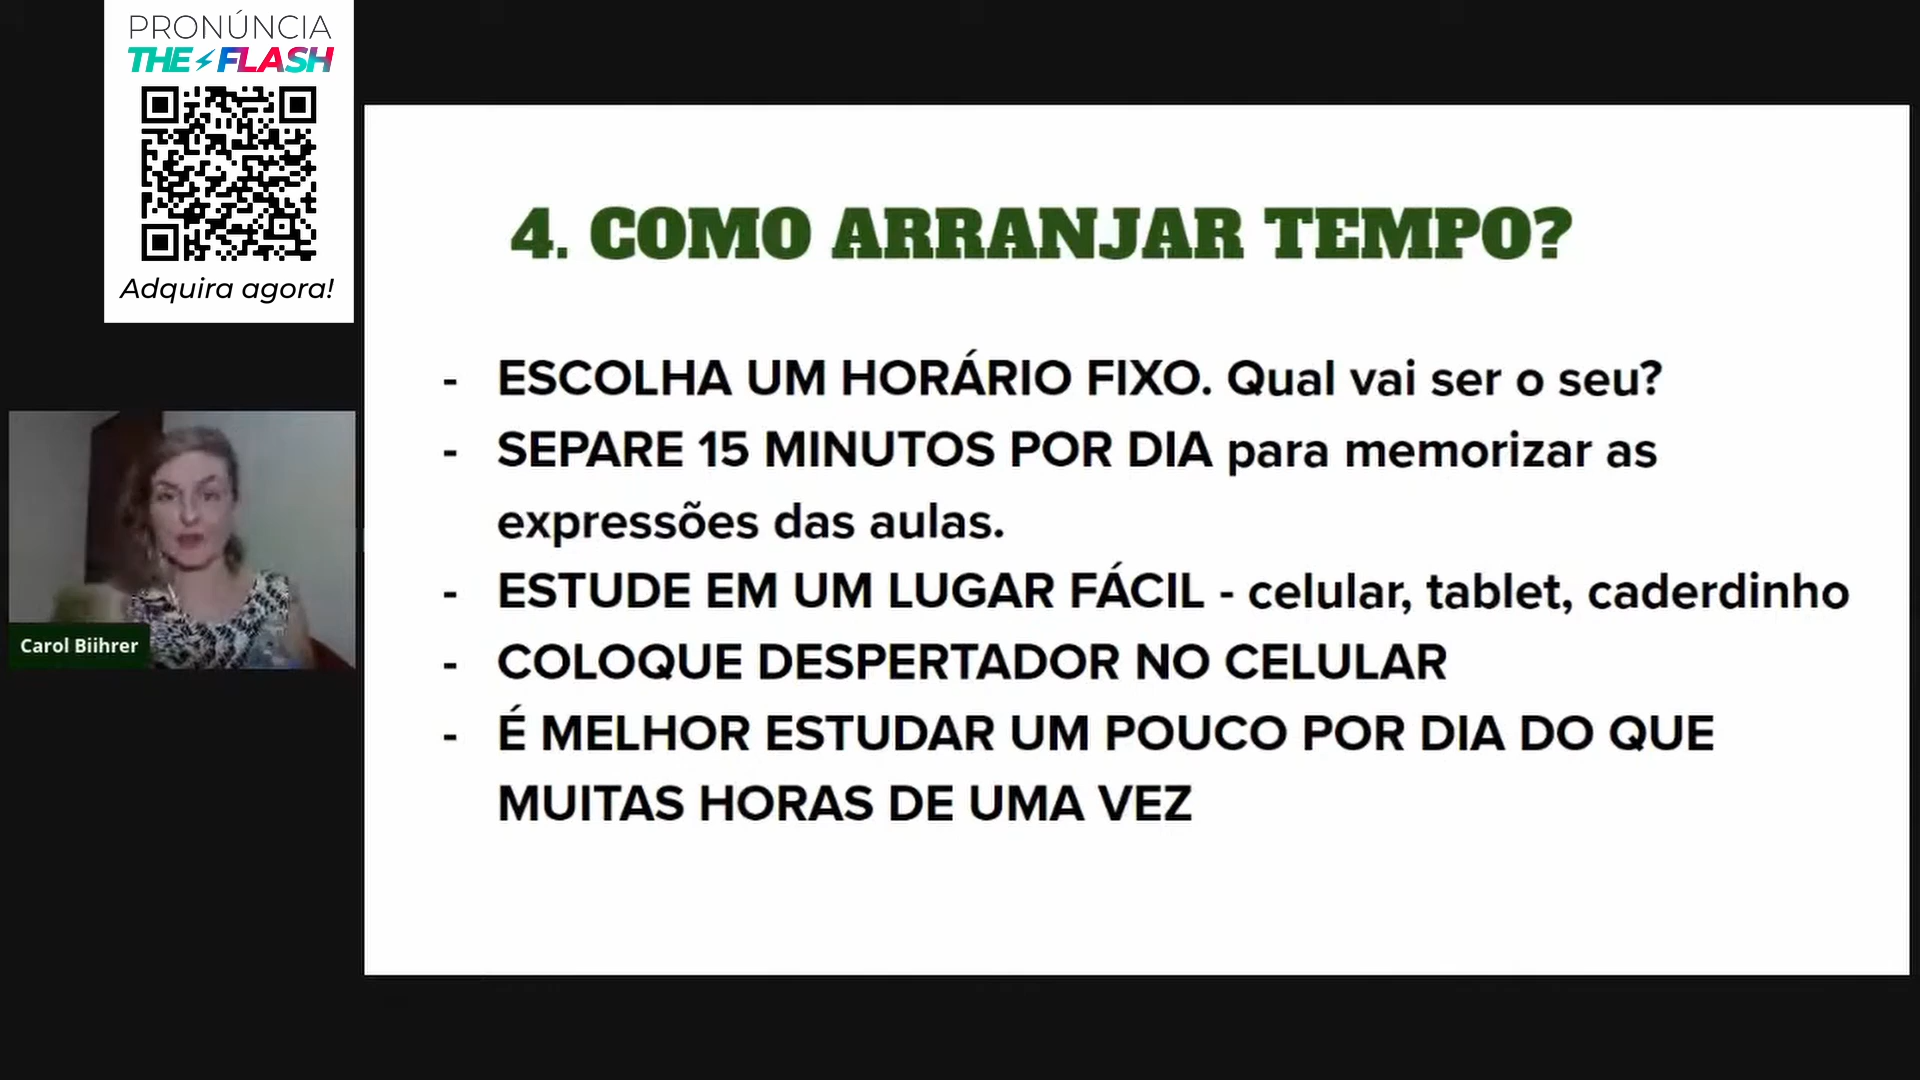 PRONÚNCIA
THE FLASH
Adquira agora!
4. COMO ARRANJAR TEMPO?
- ESCOLHA UM HORÁRIO FIXO. Qual vai ser o seu?
- SEPARE 15 MINUTOS POR DIA para memorizar as
expressões das aulas.
- ESTUDE EM UM LUGAR FÁCIL - celular, tablet, caderdinho
- COLOQUE DESPERTADOR NO CELULAR
- É MELHOR ESTUDAR UM POUCO POR DIA DO QUE
MUITAS HORAS DE UMA VEZ
Carol Biihrer